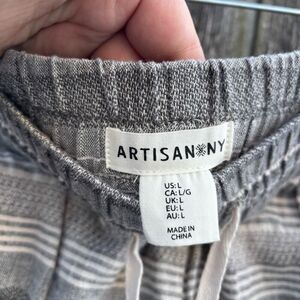 ARTISAN NY
US: L
CA: L/G
UK: L
EU: L
AU: L
MADE IN
CHINA